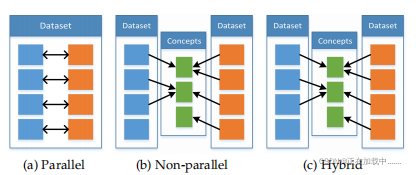 Dataset
Dataset
Concepts
Dataset
Dataset
Concepts
Dataset
(a) Parallel
(b) Non-parallel
(c) Hybrid